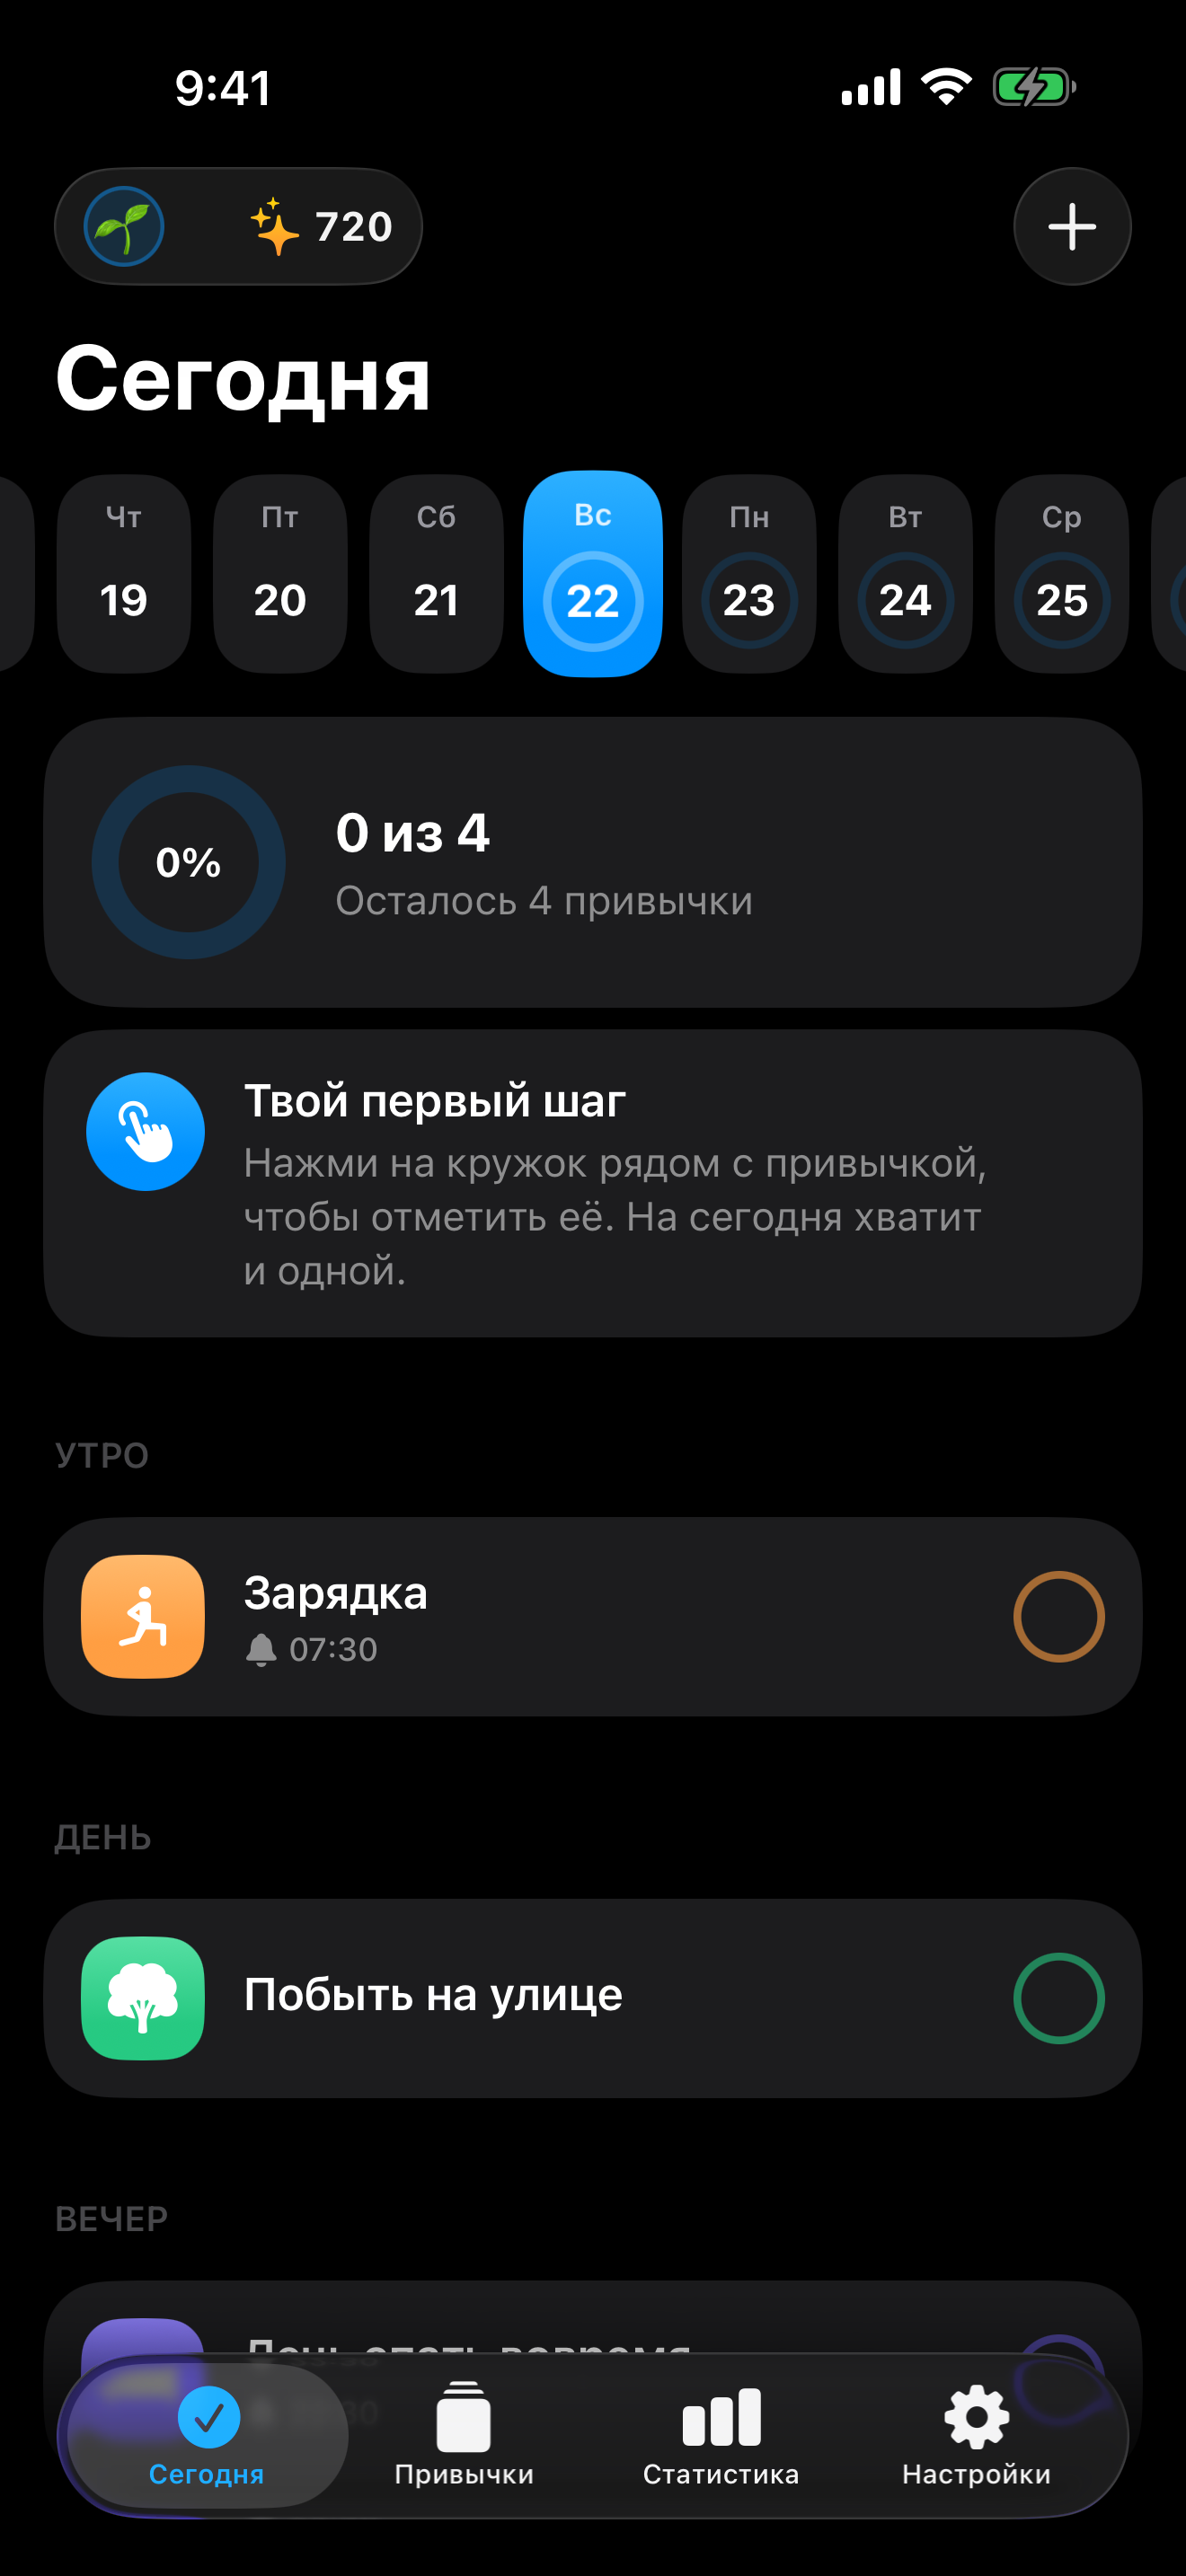 9:41
720
Сегодня
Чт Пт Сб Вс Пн Вт Ср
19 20 21 22 23 24 25
0%
0 из 4
Осталось 4 привычки
Твой первый шаг
Нажми на кружок рядом с привычкой,
чтобы отметить её. На сегодня хватит
и одной.
УТРО
Зарядка
07:30
ДЕНЬ
Побыть на улице
ВЕЧЕР
Сегодня Привычки Статистика Настройки